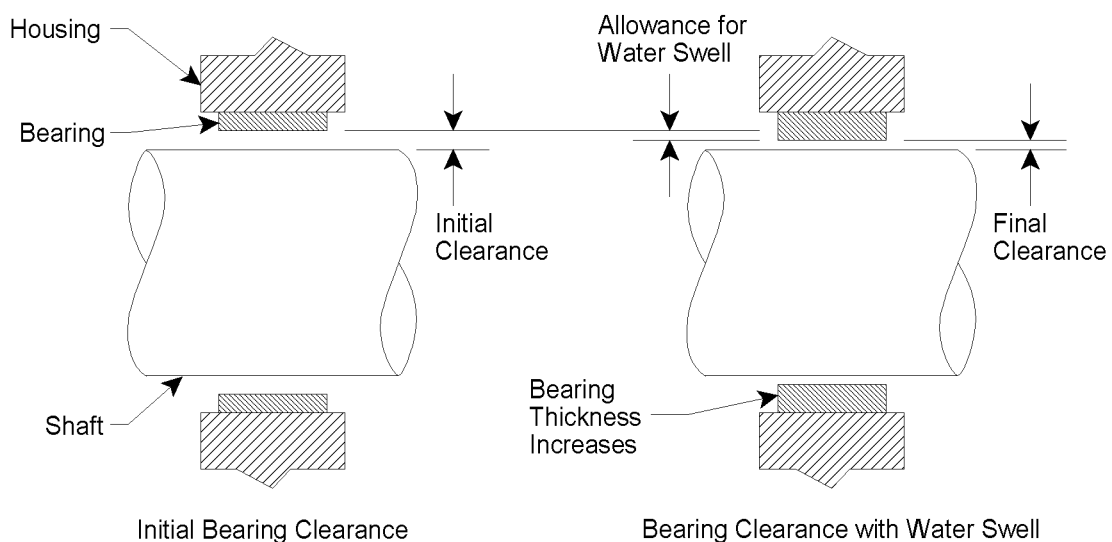 Housing
Bearing
Initial
Clearance
Shaft
Initial Bearing Clearance
Allowance for
Water Swell
Final
Clearance
Bearing
Thickness
Increases
Bearing Clearance with Water Swell